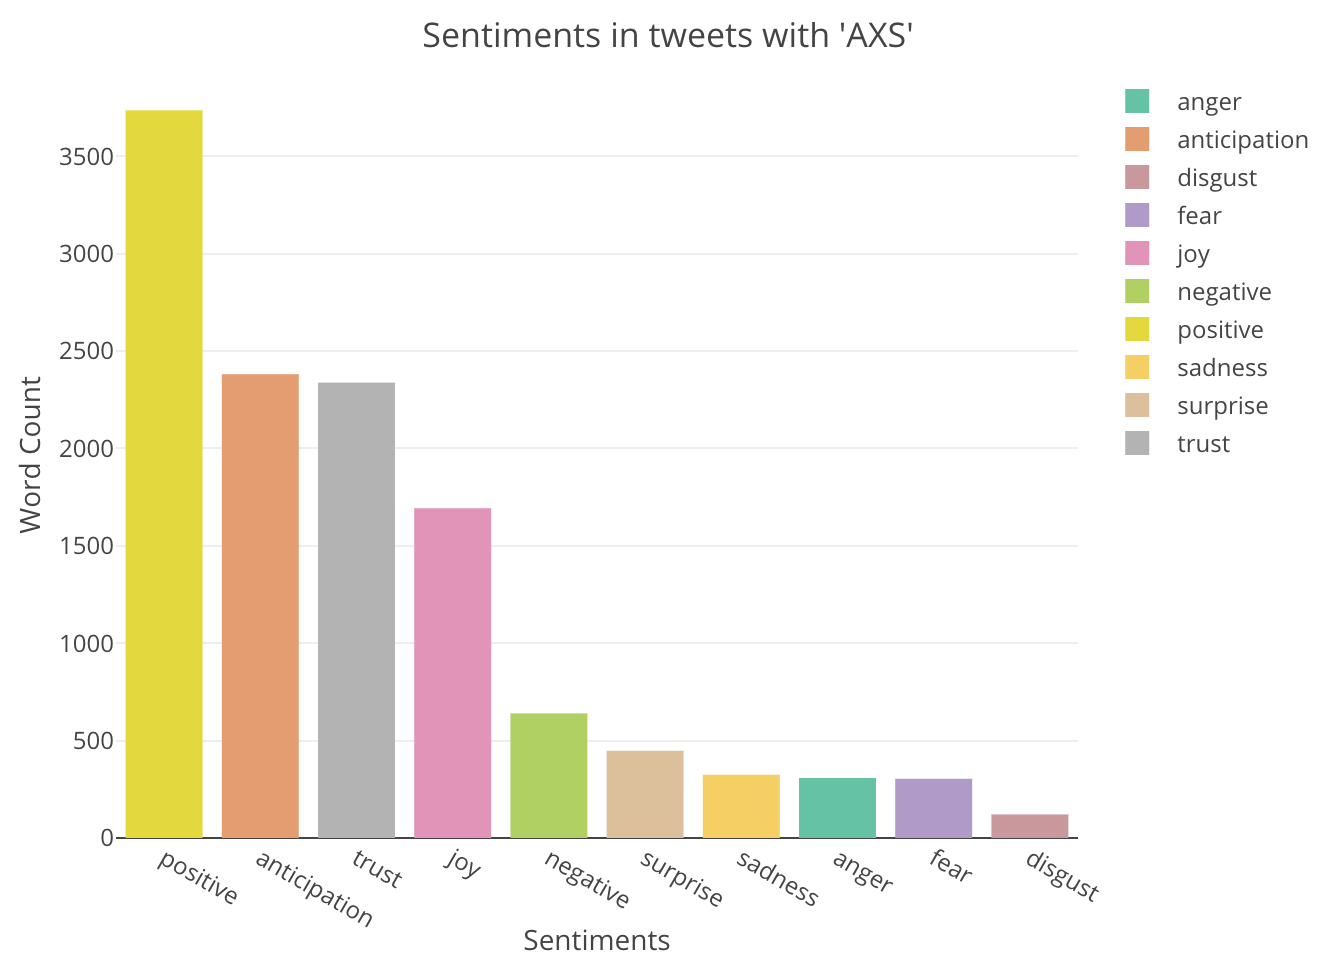 Sentiments in tweets with 'AXS'
Word Count
3500
3000
2500
2000
1500
1000
500
0
positive
anticipation
trust
joy
negative
surprise
sadness
anger
fear
disgust
Sentiments
anger
anticipation
disgust
fear
joy
negative
positive
sadness
surprise
trust